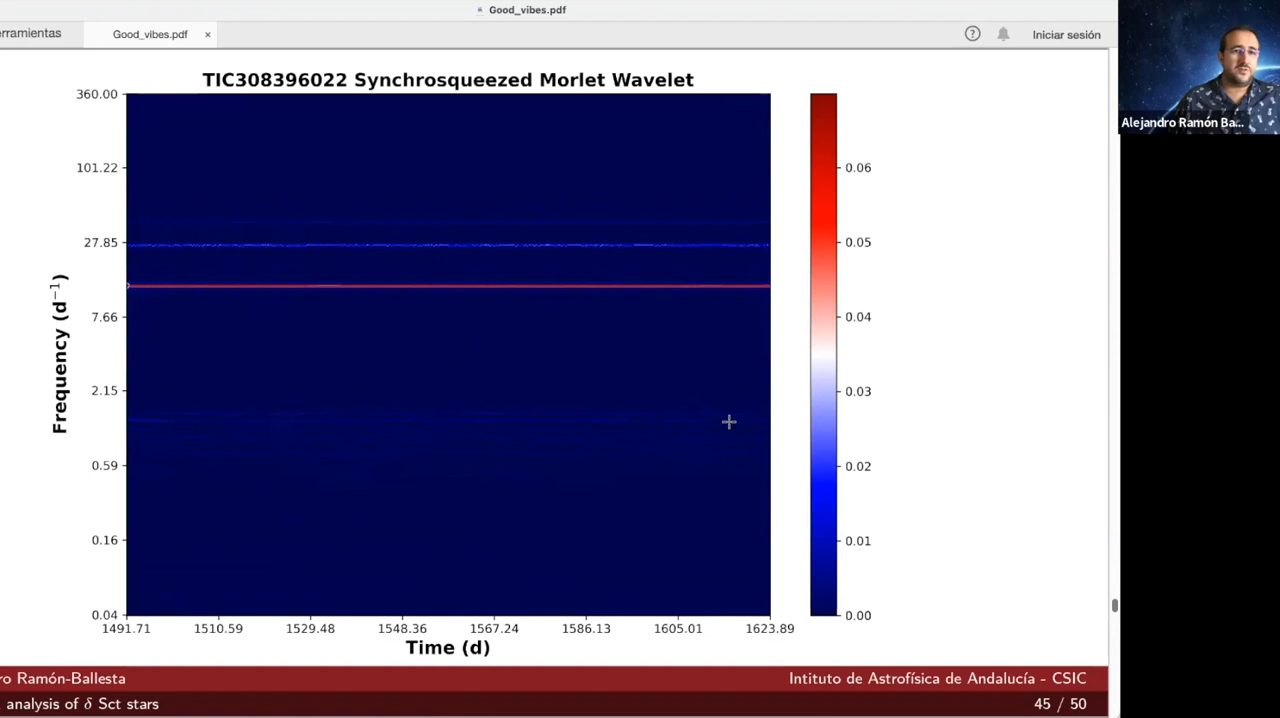 Good_vibes.pdf
erramientas
Good_vibes.pdf ×
? Iniciar sesión
Alejandro Ramón Ba...
TIC308396022 Synchrosqueezed Morlet Wavelet
360.00
101.22
27.85
7.66
2.15
0.59
0.16
0.04
Frequency (d⁻¹)
1491.71 1510.59 1529.48 1548.36 1567.24 1586.13 1605.01 1623.89
Time (d)
0.06
0.05
0.04
0.03
0.02
0.01
0.00
ro Ramón-Ballesta Intituto de Astrofísica de Andalucía - CSIC
analysis of δ Sct stars 45 / 50